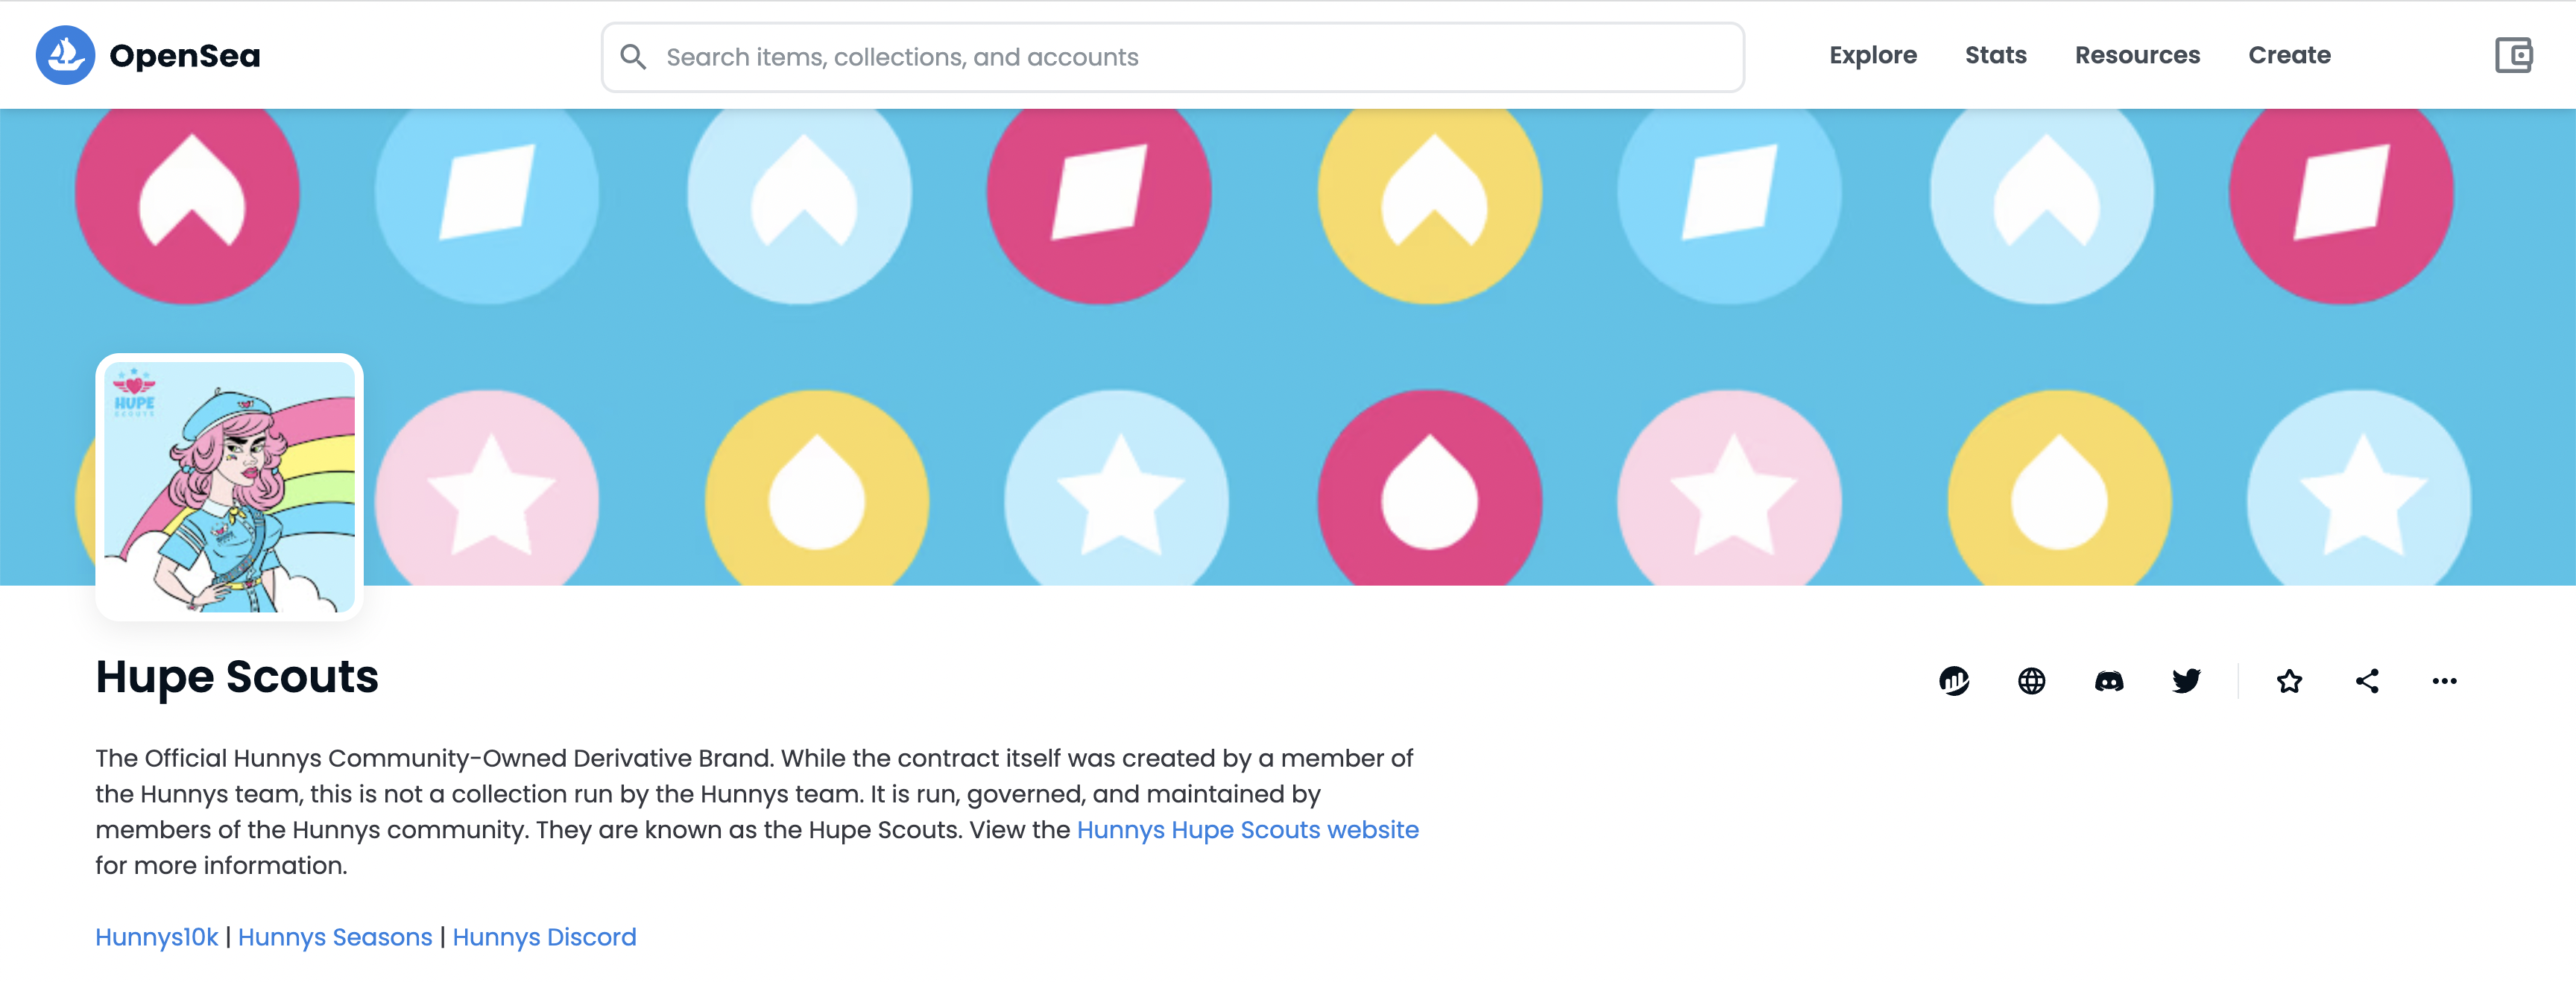 OpenSea
Search items, collections, and accounts
Explore
Stats
Resources
Create
HUPE
SCOUTS
Hupe Scouts
The Official Hunnys Community-Owned Derivative Brand. While the contract itself was created by a member of
the Hunnys team, this is not a collection run by the Hunnys team. It is run, governed, and maintained by
members of the Hunnys community. They are known as the Hupe Scouts. View the Hunnys Hupe Scouts website
for more information.
Hunnys10k | Hunnys Seasons | Hunnys Discord